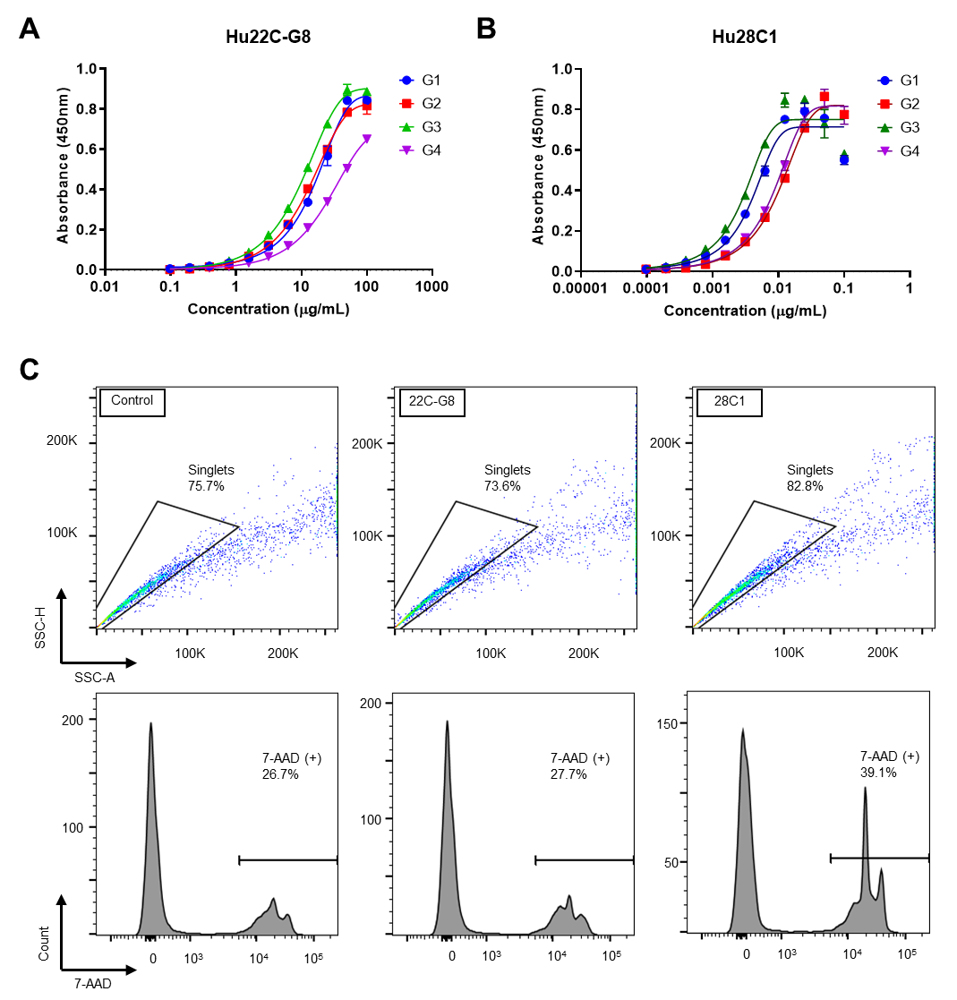 A
Hu22C-G8
Absorbance (450nm)
1.0
0.8
0.6
0.4
0.2
0.0
0.01
0.1
1
10
100
1000
Concentration (μg/mL)
G1
G2
G3
G4
B
Hu28C1
Absorbance (450nm)
1.0
0.8
0.6
0.4
0.2
0.0
0.00001
0.0001
0.001
0.01
0.1
1
Concentration (μg/mL)
G1
G2
G3
G4
C
Control
Singlets
75.7%
200K
100K
100K
200K
SSC-H
SSC-A
22C-G8
Singlets
73.6%
200K
100K
100K
200K
28C1
Singlets
82.8%
200K
100K
100K
200K
7-AAD (+)
26.7%
200
100
0
10³
10⁴
10⁵
Count
7-AAD
7-AAD (+)
27.7%
200
100
0
10³
10⁴
10⁵
7-AAD (+)
39.1%
150
50
0
10³
10⁴
10⁵